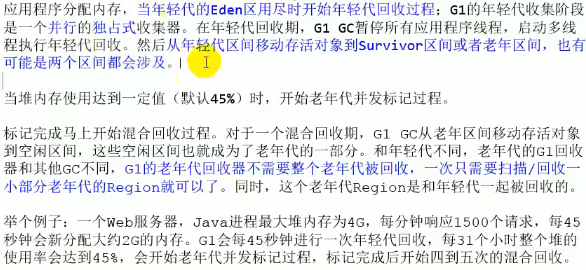 应用程序分配内存，当年轻代的Eden区用尽时开始年轻代回收过程；G1的年轻代收集阶段
是一个并行的独占式收集器。在年轻代回收期，G1 GC暂停所有应用程序线程，启动多线
程执行年轻代回收。然后从年轻代区间移动存活对象到Survivor区间或者老年区间，也有
可能是两个区间都会涉及。
当堆内存使用达到一定值（默认45%）时，开始老年代并发标记过程。
标记完成马上开始混合回收过程。对于一个混合回收期，G1 GC从老年区间移动存活对象
到空闲区间，这些空闲区间也就成为了老年代的一部分。和年轻代不同，老年代的G1回收
器和其他GC不同，G1的老年代回收器不需要整个老年代被回收，一次只需要扫描/回收一
小部分老年代的Region就可以了。同时，这个老年代Region是和年轻代一起被回收的。
举个例子：一个Web服务器，Java进程最大堆内存为4G，每分钟响应1500个请求，每45
秒钟会新分配大约2G的内存。G1会每45秒钟进行一次年轻代回收，每31个小时整个堆的
使用率会达到45%，会开始老年代并发标记过程，标记完成后开始四到五次的混合回收。